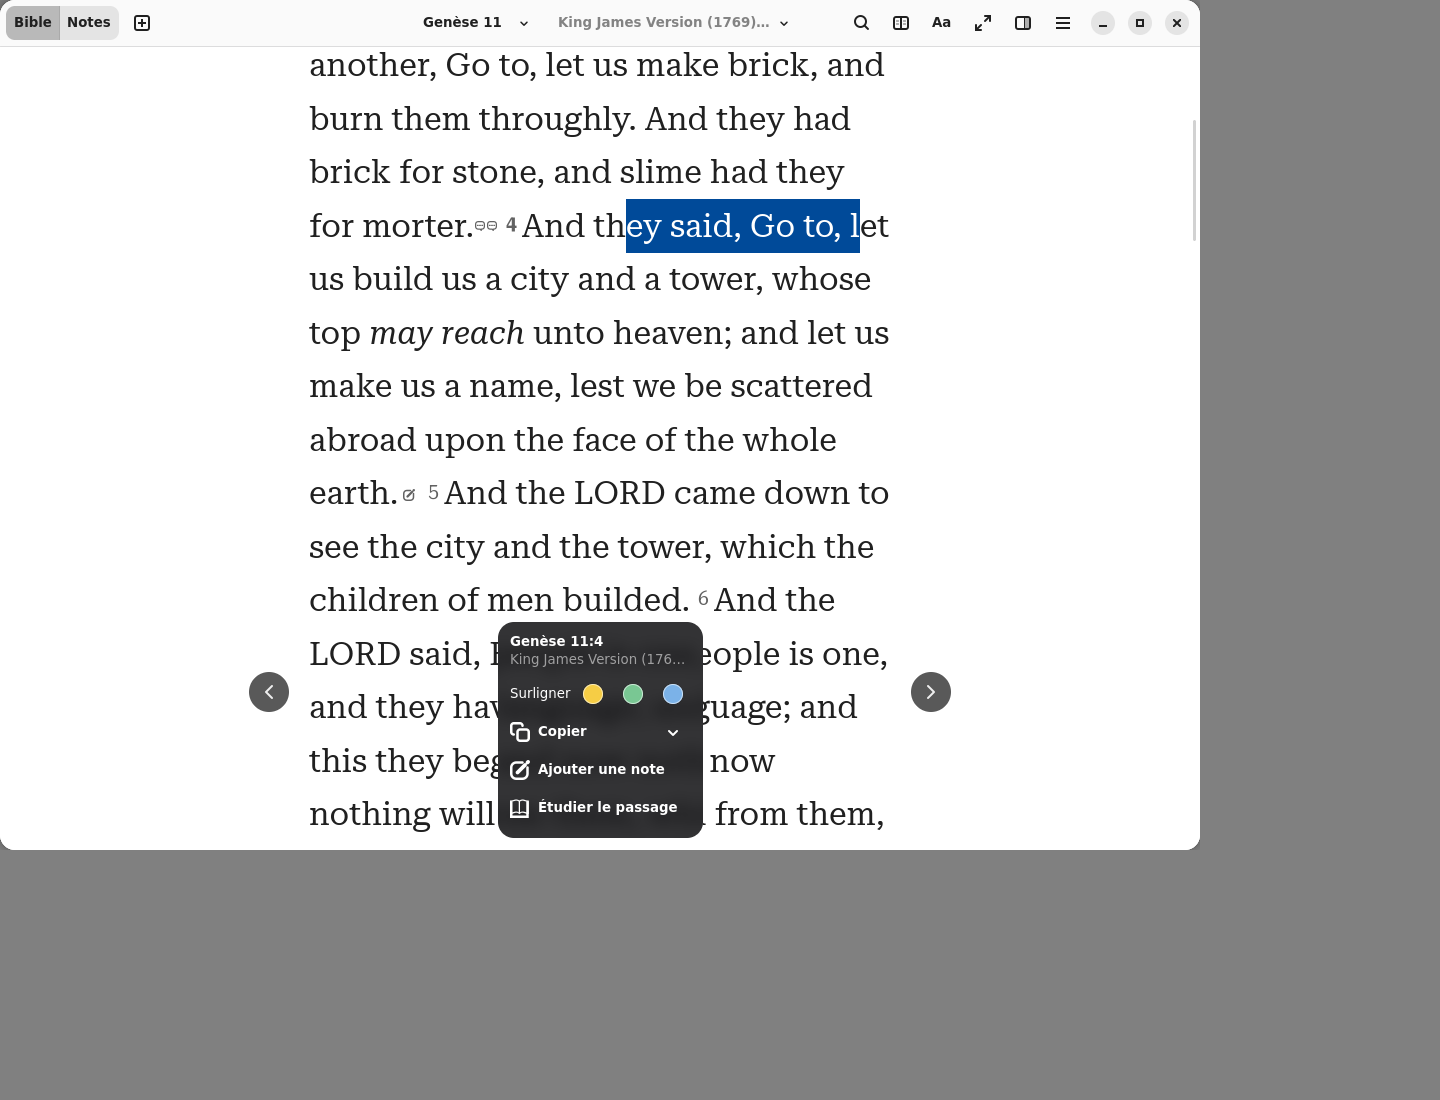 Bible Notes Genèse 11 King James Version (1769)… Aa
another, Go to, let us make brick, and
burn them throughly. And they had
brick for stone, and slime had they
for morter. 4 And they said, Go to, let
us build us a city and a tower, whose
top may reach unto heaven; and let us
make us a name, lest we be scattered
abroad upon the face of the whole
earth. 5 And the LORD came down to
see the city and the tower, which the
children of men builded. 6 And the
LORD said, eople is one,
and they hav guage; and
this they beg now
nothing will from them,
Genèse 11:4
King James Version (176…
Surligner
Copier
Ajouter une note
Étudier le passage